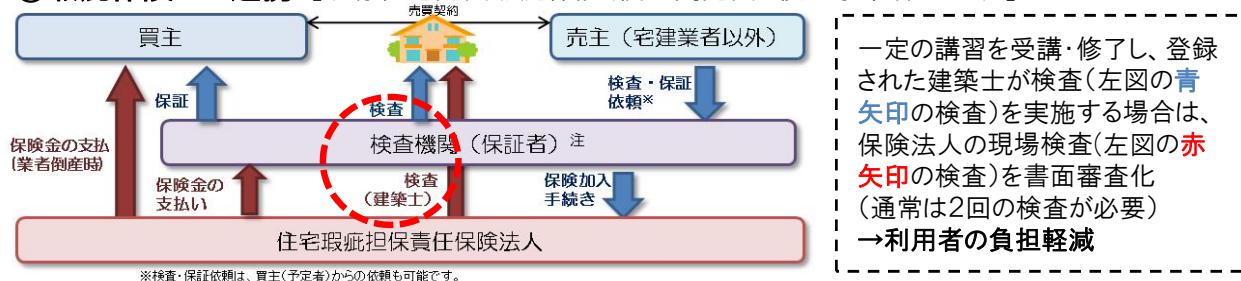 売買契約
買主
売主（宅建業者以外）
保証
検査
検査・保証
依頼※
検査機関（保証者）注
保険金の支払
(業者倒産時)
保険金の
支払い
検査
（建築士）
保険加入
手続き
住宅瑕疵担保責任保険法人
※検査・保証依頼は、買主(予定者)からの依頼も可能です。
一定の講習を受講・修了し、登録
された建築士が検査（左図の青
矢印の検査）を実施する場合は、
保険法人の現場検査(左図の赤
矢印の検査）を書面審査化
（通常は2回の検査が必要）
→利用者の負担軽減